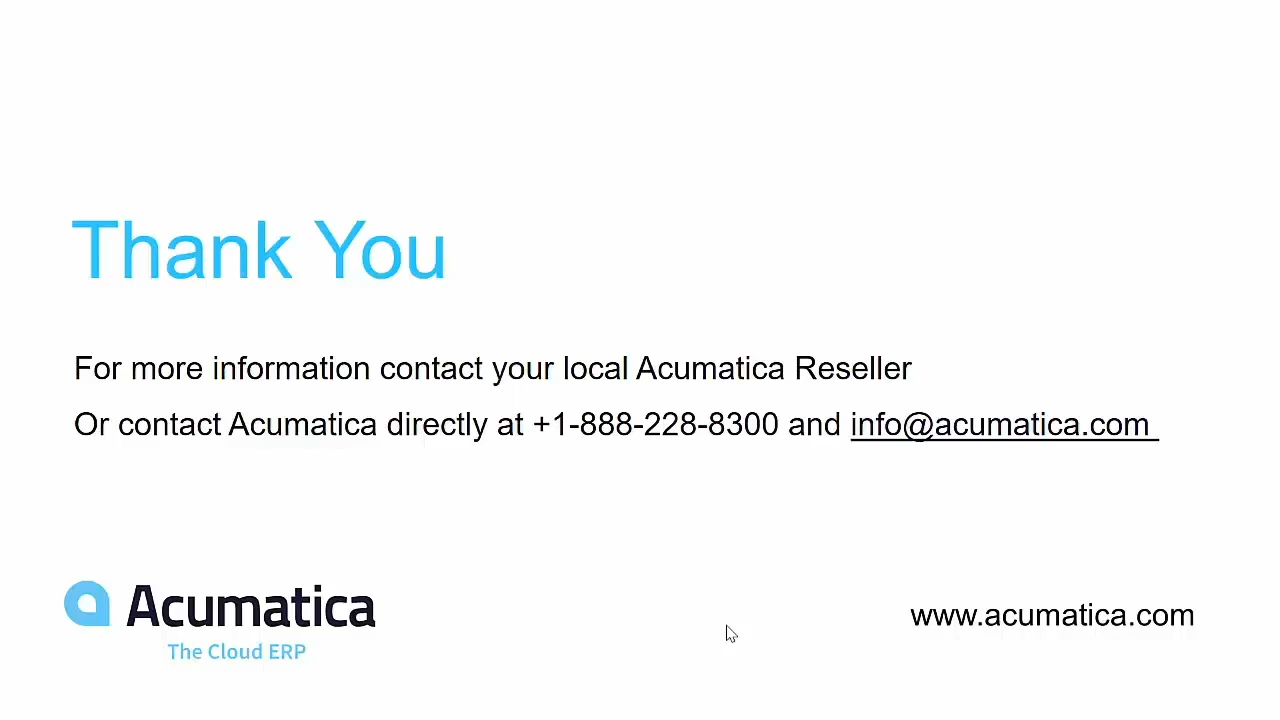 Thank You
For more information contact your local Acumatica Reseller
Or contact Acumatica directly at +1-888-228-8300 and info@acumatica.com
Acumatica
The Cloud ERP
www.acumatica.com